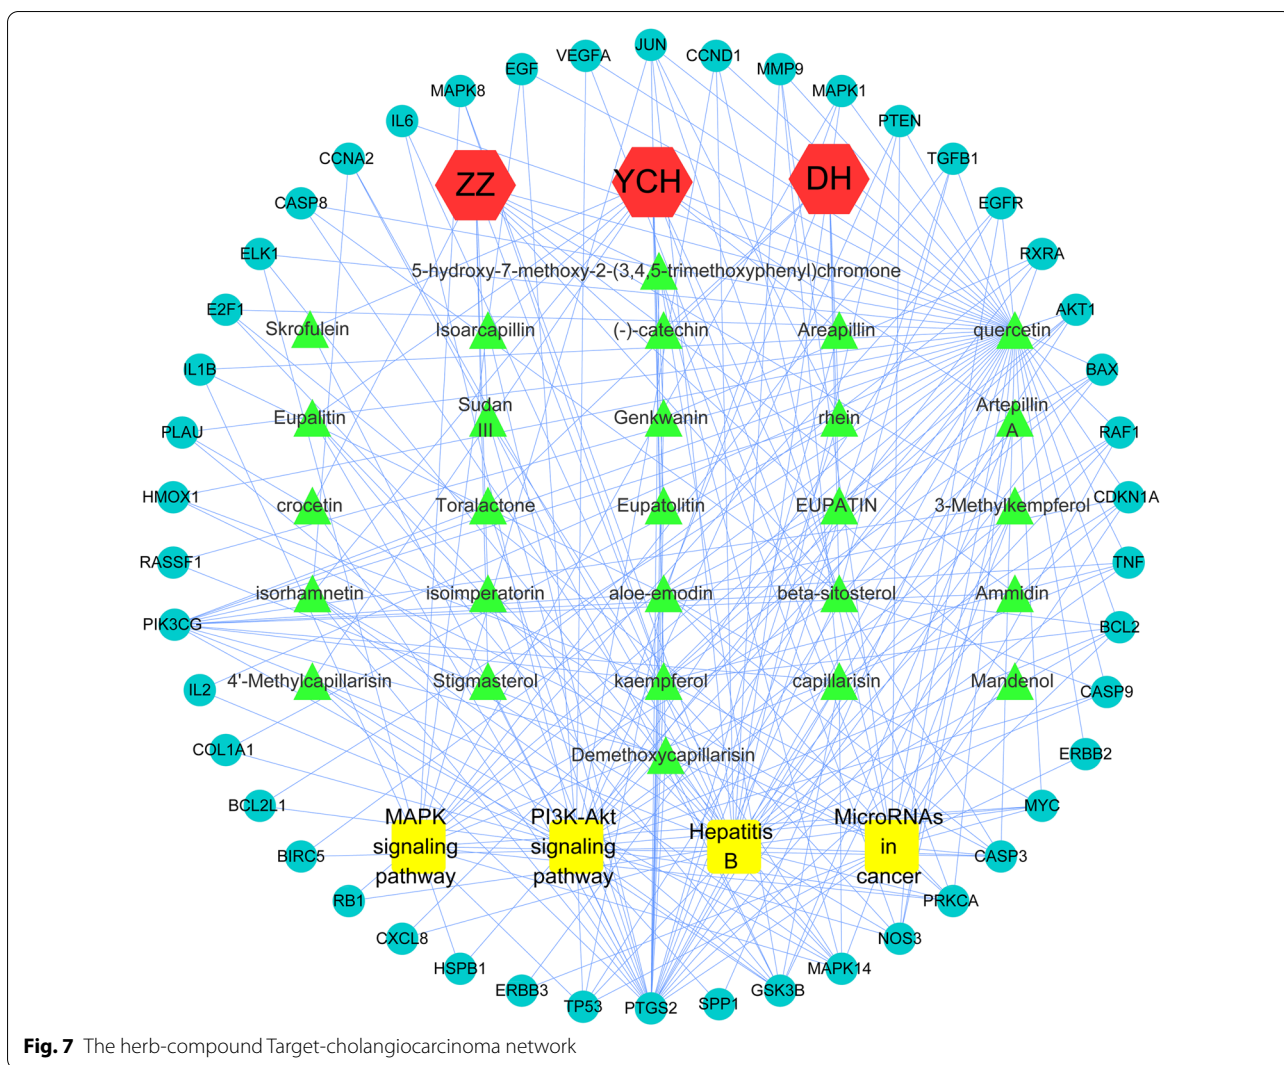 JUN
VEGFA
CCND1
EGF
MMP9
MAPK8
MAPK1
IL6
PTEN
CCNA2
TGFB1
ZZ
YCH
DH
CASP8
EGFR
ELK1
RXRA
5-hydroxy-7-methoxy-2-(3,4,5-trimethoxyphenyl)chromone
E2F1
AKT1
Skrofulein
Isoarcapillin
(-)-catechin
Areapillin
quercetin
IL1B
BAX
Eupalitin
Sudan
III
Genkwanin
rhein
Artepillin
A
PLAU
RAF1
HMOX1
CDKN1A
crocetin
Toralactone
Eupatolitin
EUPATIN
3-Methylkempferol
RASSF1
TNF
isorhamnetin
isoimperatorin
aloe-emodin
beta-sitosterol
Ammidin
PIK3CG
BCL2
4'-Methylcapillarisin
Stigmasterol
kaempferol
capillarisin
Mandenol
IL2
CASP9
COL1A1
Demethoxycapillarisin
ERBB2
BCL2L1
MYC
MAPK
signaling
pathway
PI3K-Akt
signaling
pathway
Hepatitis
B
MicroRNAs
in
cancer
BIRC5
CASP3
RB1
PRKCA
CXCL8
NOS3
HSPB1
MAPK14
ERBB3
GSK3B
TP53
PTGS2
SPP1
Fig. 7 The herb-compound Target-cholangiocarcinoma network